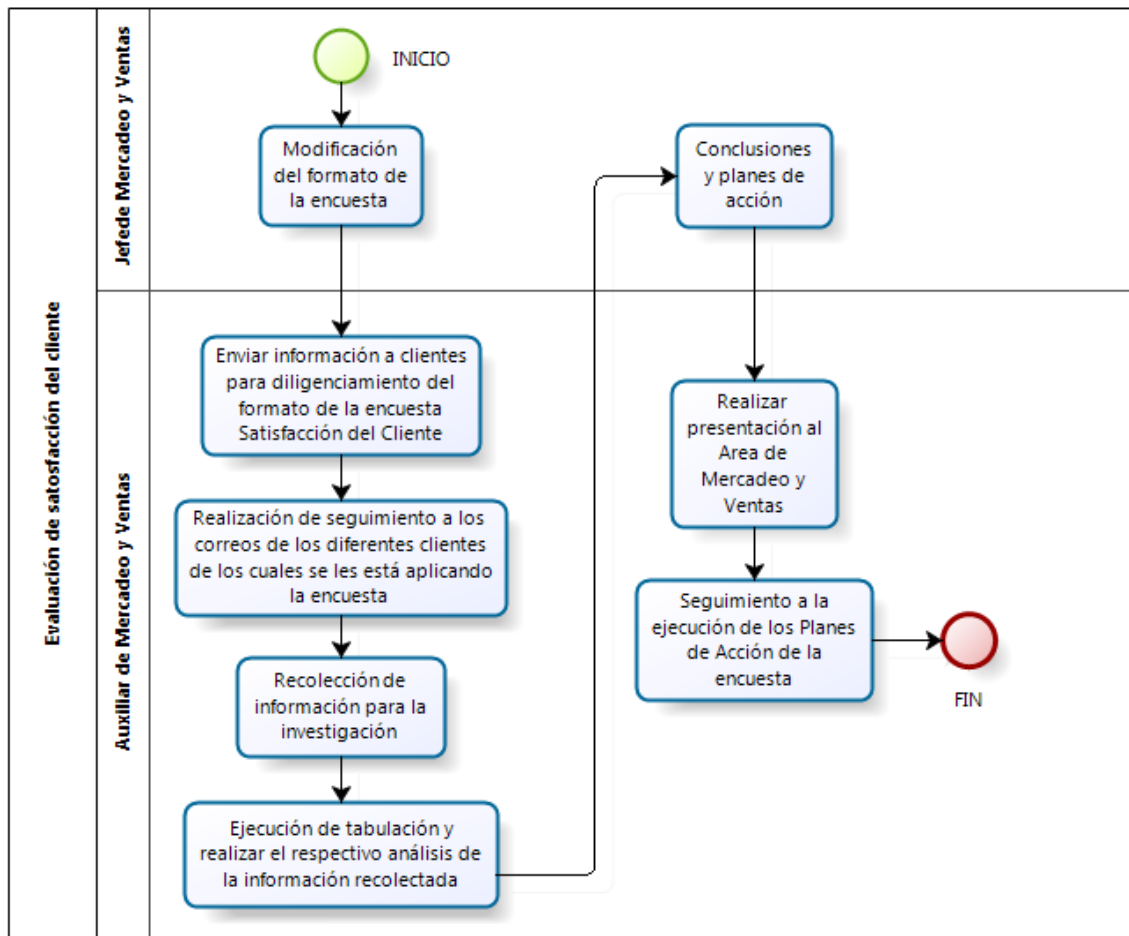 Evaluación de satosfacción del cliente
Jefede Mercadeo y Ventas
INICIO
Modificación
del formato de
la encuesta
Conclusiones
y planes de
acción
Auxiliar de Mercadeo y Ventas
Enviar información a clientes
para diligenciamiento del
formato de la encuesta
Satisfacción del Cliente
Realización de seguimiento a los
correos de los diferentes clientes
de los cuales se les está aplicando
la encuesta
Recolección de
información para la
investigación
Ejecución de tabulación y
realizar el respectivo análisis de
la información recolectada
Realizar
presentación al
Area de
Mercadeo y
Ventas
Seguimiento a la
ejecución de los Planes
de Acción de la
encuesta
FIN